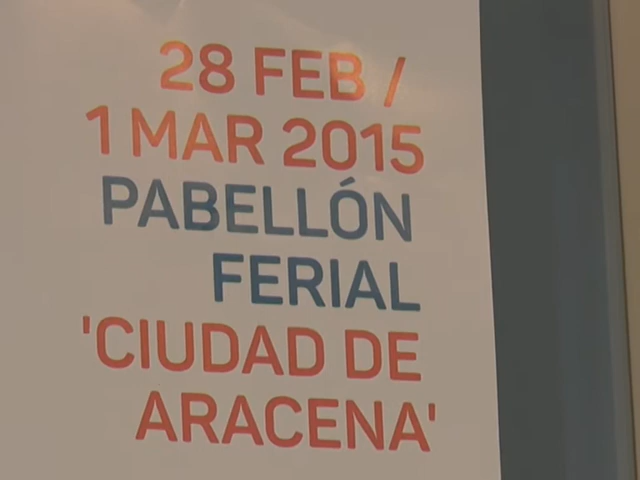 28 FEB /
1 MAR 2015
PABELLÓN
FERIAL
'CIUDAD DE
ARACENA'